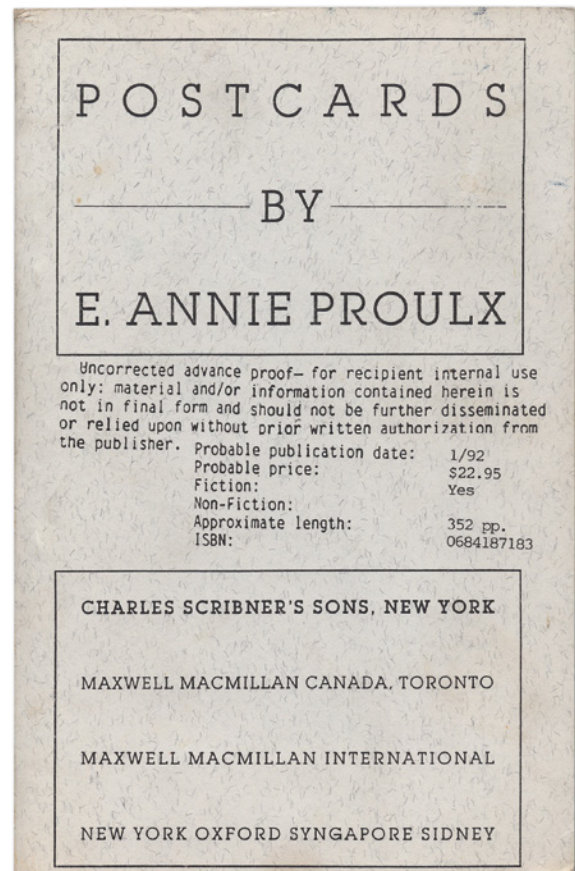 POSTCARDS
BY
E. ANNIE PROULX
Uncorrected advance proof— for recipient internal use
only: material and/or information contained herein is
not in final form and should not be further disseminated
or relied upon without prior written authorization from
the publisher.
Probable publication date: 1/92
Probable price: $22.95
Fiction: Yes
Non-Fiction:
Approximate length: 352 pp.
ISBN: 0684187183
CHARLES SCRIBNER'S SONS, NEW YORK
MAXWELL MACMILLAN CANADA, TORONTO
MAXWELL MACMILLAN INTERNATIONAL
NEW YORK OXFORD SYNGAPORE SIDNEY